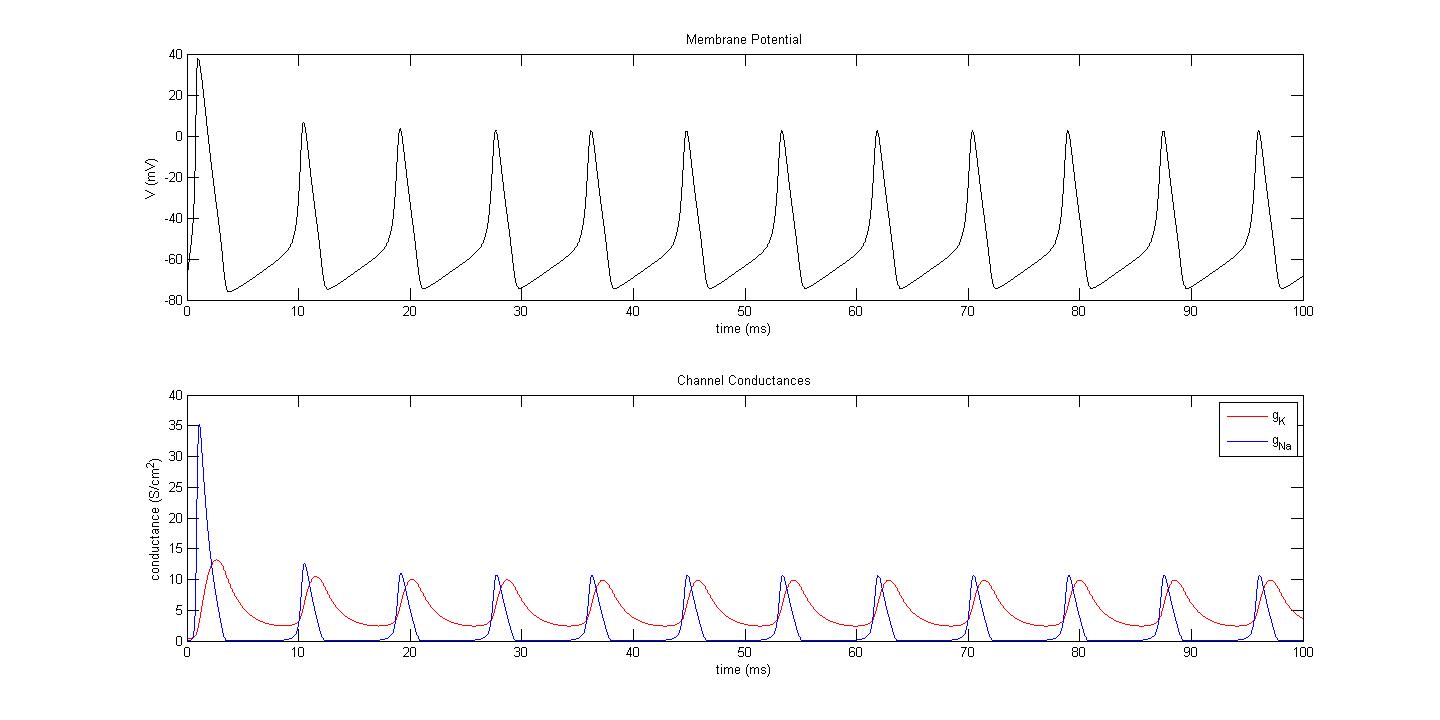 Membrane Potential
40
20
0
-20
-40
-60
-80
V (mV)
0 10 20 30 40 50 60 70 80 90 100
time (ms)
Channel Conductances
40
35
30
25
20
15
10
5
0
conductance (S/cm²)
g_K
g_Na
0 10 20 30 40 50 60 70 80 90 100
time (ms)